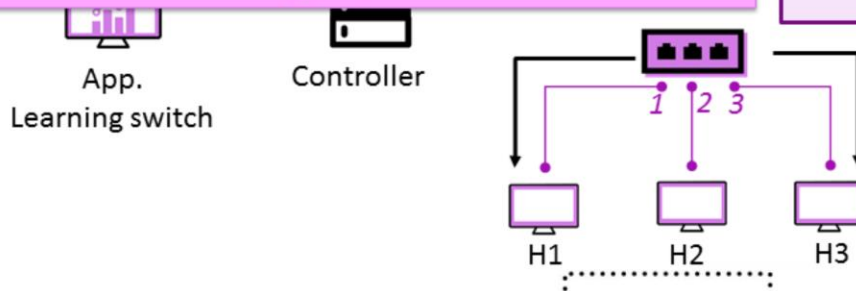 App.
Learning switch
Controller
1 2 3
H1 H2 H3